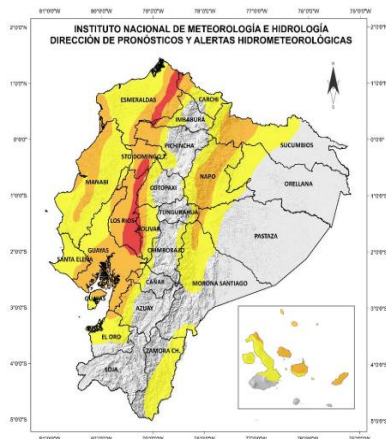 INSTITUTO NACIONAL DE METEOROLOGÍA E HIDROLOGÍA
DIRECCIÓN DE PRONÓSTICOS Y ALERTAS HIDROMETEOROLÓGICAS
ESMERALDAS
CARCHI
IMBABURA
PICHINCHA
SUCUMBIOS
STO DOMINGO
MANABI
COTOPAXI
NAPO
ORELLANA
LOS RIOS
TUNGURAHUA
BOLIVAR
PASTAZA
GUAYAS
CHIMBORAZO
SANTA ELENA
MORONA SANTIAGO
CAÑAR
AZUAY
EL ORO
ZAMORA CH.
LOJA